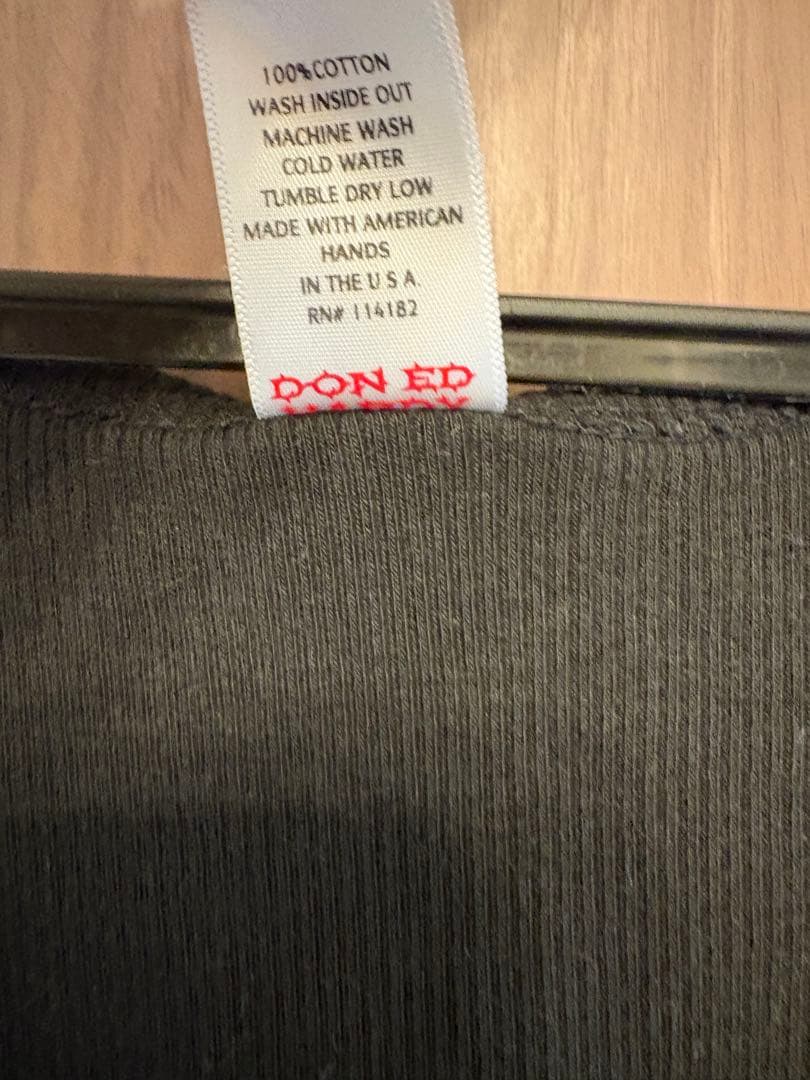 100% COTTON
WASH INSIDE OUT
MACHINE WASH
COLD WATER
TUMBLE DRY LOW
MADE WITH AMERICAN
HANDS
IN THE U S A.
RN# 114182
DON ED
HARDY